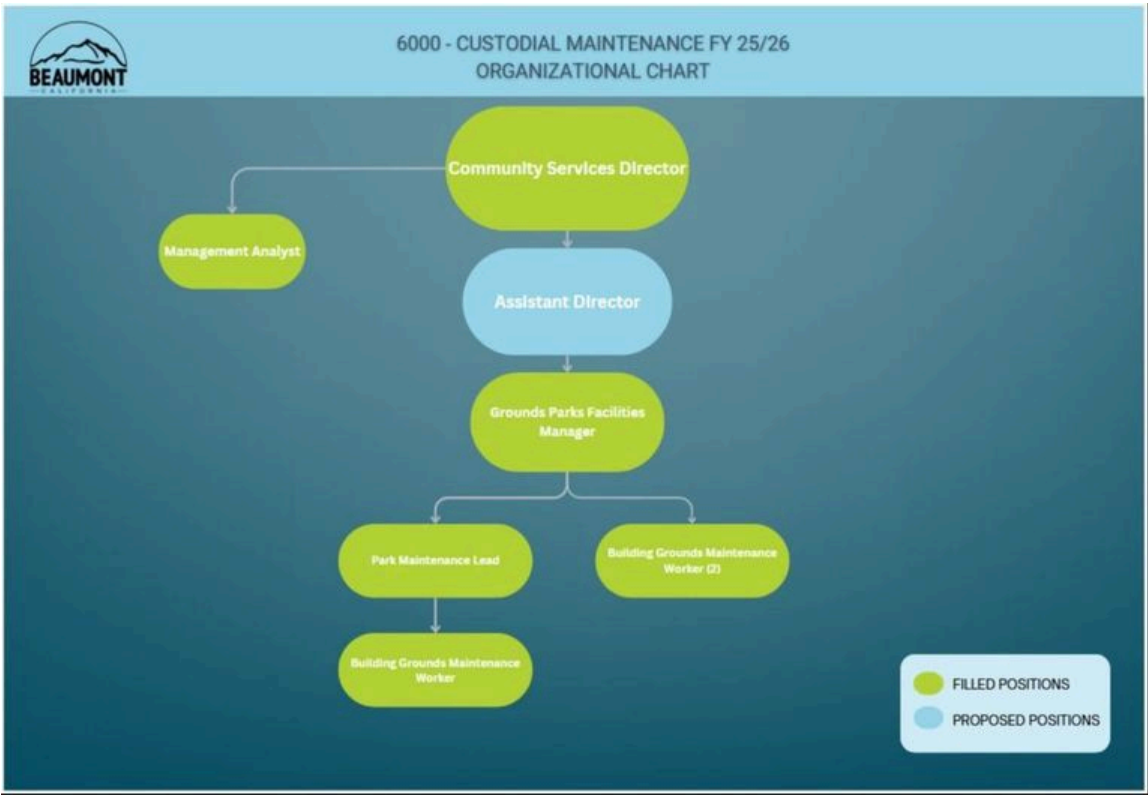 BEAUMONT
CALIFORNIA
6000 - CUSTODIAL MAINTENANCE FY 25/26
ORGANIZATIONAL CHART
Community Services Director
Management Analyst
Assistant Director
Grounds Parks Facilities
Manager
Park Maintenance Lead
Building Grounds Maintenance
Worker (2)
Building Grounds Maintenance
Worker
FILLED POSITIONS
PROPOSED POSITIONS